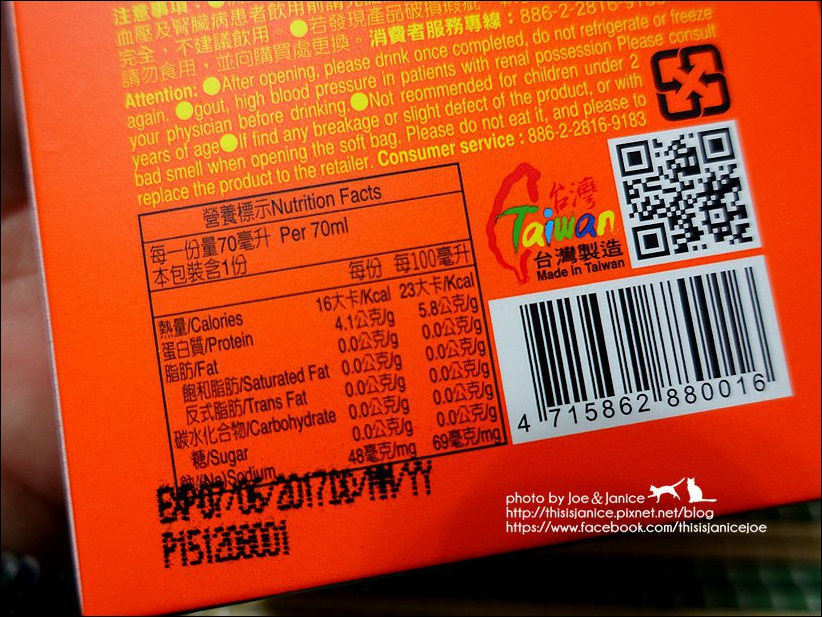 注意事項：
血壓及腎臟病患者飲用前請先
完全，不建議飲用。●若發現產品破損瑕疵
請勿食用，並向購買處更換。消費者服務專線：886-2-2816-9183
Attention: ●After opening, please drink once completed, do not refrigerate or freeze
again. ●gout, high blood pressure in patients with renal possession Please consult
your physician before drinking.●Not recommended for children under 2
years of age●If find any breakage or slight defect of the product, or with
bad smell when opening the soft bag. Please do not eat it, and please to
replace the product to the retailer. Consumer service : 886-2-2816-9183
營養標示Nutrition Facts
每一份量70毫升 Per 70ml
本包裝含1份
每份 每100毫升
熱量/Calories 16大卡/Kcal 23大卡/Kcal
蛋白質/Protein 4.1公克/g 5.8公克/g
脂肪/Fat 0.0公克/g 0.0公克/g
飽和脂肪/Saturated Fat 0.0公克/g 0.0公克/g
反式脂肪/Trans Fat 0.0公克/g 0.0公克/g
碳水化合物/Carbohydrate 0.0公克/g 0.0公克/g
糖/Sugar 0.0公克/g 0.0公克/g
鈉/(Na)Sodium 48毫克/mg 69毫克/mg
EXP07/06/2017DD/MM/YY
P151208001
台灣
Taiwan
台灣製造
Made in Taiwan
4 715862 880016
photo by Joe&Janice
http://thisisjanice.pixnet.net/blog
https://www.facebook.com/thisisjanicejoe